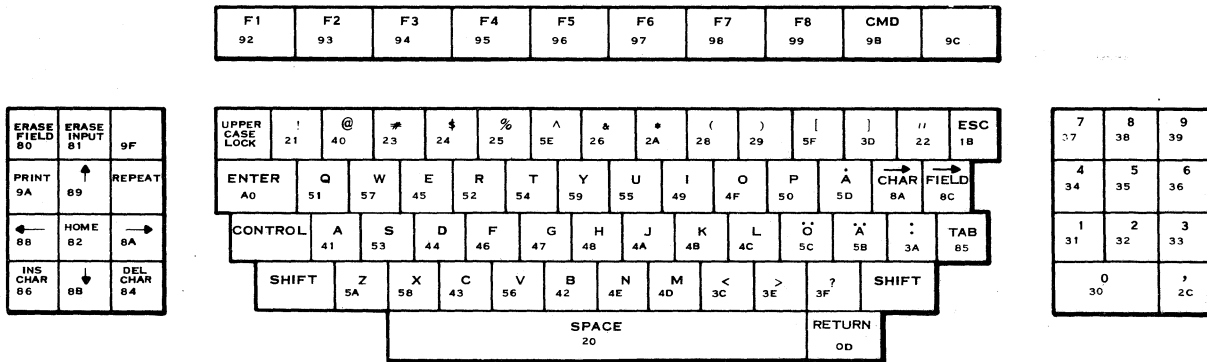 F1 F2 F3 F4 F5 F6 F7 F8 CMD
92 93 94 95 96 97 98 99 9B 9C
ERASE FIELD 80
ERASE INPUT 81
9F
PRINT 9A
↑ 89
REPEAT
← 88
HOME 82
→ 8A
INS CHAR 86
↓ 8B
DEL CHAR 84
UPPER CASE LOCK
! @ # $ % ^ & * ( ) [ ] " ESC
21 40 23 24 25 5E 26 2A 28 29 5F 3D 22 1B
ENTER Q W E R T Y U I O P Å → CHAR → FIELD
A0 51 57 45 52 54 59 55 49 4F 50 5D 8A 8C
CONTROL A S D F G H J K L Ö Ä : TAB
41 53 44 46 47 48 4A 4B 4C 5C 5B 3A 85
SHIFT Z X C V B N M < > ? SHIFT
5A 58 43 56 42 4E 4D 3C 3E 3F
SPACE RETURN
20 0D
7 8 9
37 38 39
4 5 6
34 35 36
1 2 3
31 32 33
0 ,
30 2C